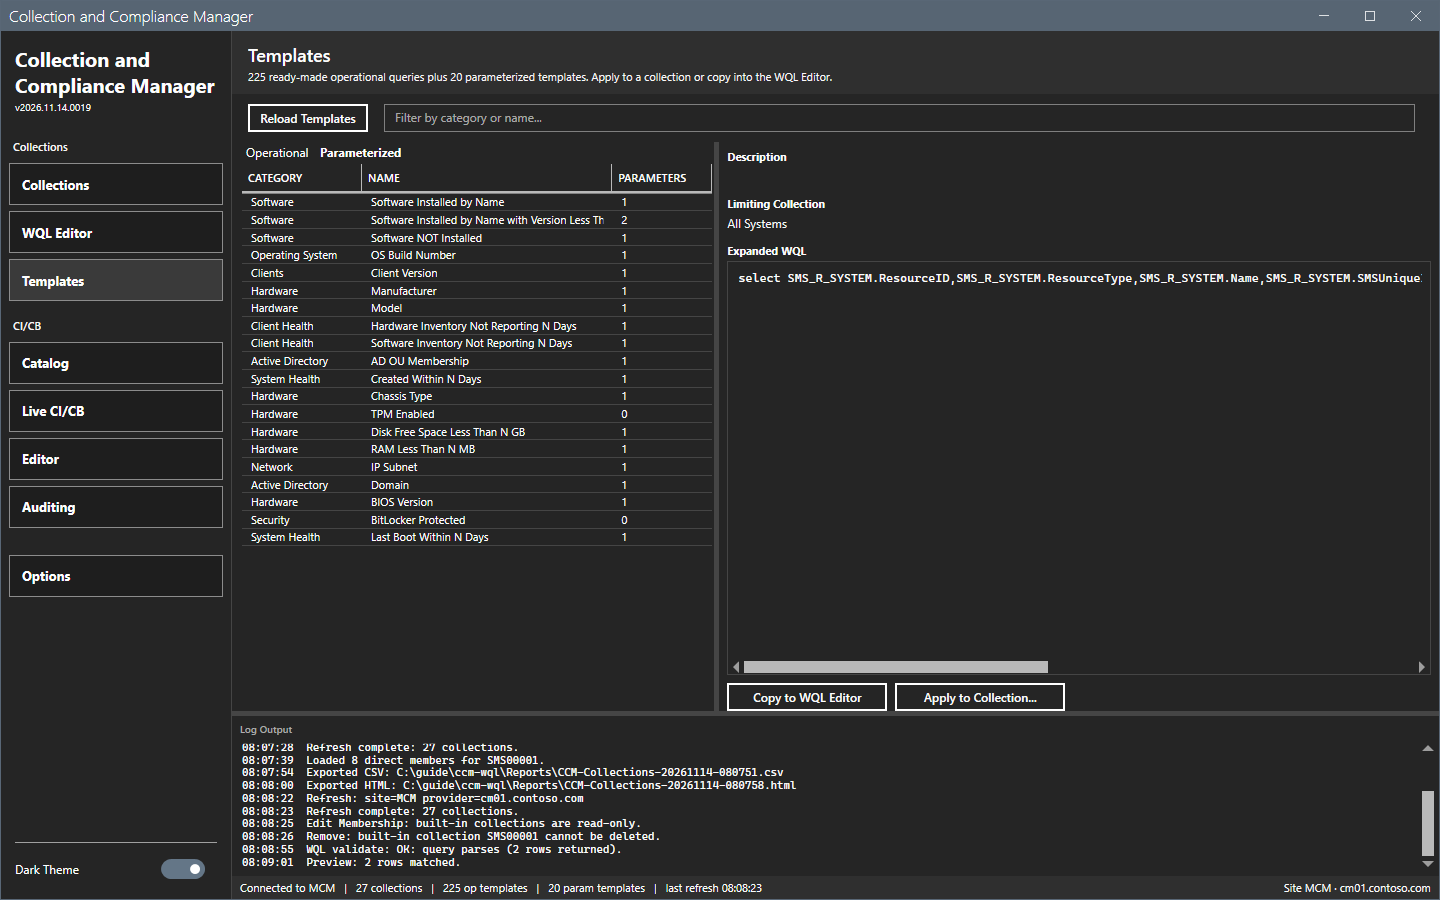 Collection and Compliance Manager
Collection and
Compliance Manager
v2026.11.14.0019
Collections
Collections
WQL Editor
Templates
CI/CB
Catalog
Live CI/CB
Editor
Auditing
Options
Dark Theme
Templates
225 ready-made operational queries plus 20 parameterized templates. Apply to a collection or copy into the WQL Editor.
Reload Templates
Filter by category or name...
Operational Parameterized
CATEGORY NAME PARAMETERS
Software Software Installed by Name 1
Software Software Installed by Name with Version Less Th 2
Software Software NOT Installed 1
Operating System OS Build Number 1
Clients Client Version 1
Hardware Manufacturer 1
Hardware Model 1
Client Health Hardware Inventory Not Reporting N Days 1
Client Health Software Inventory Not Reporting N Days 1
Active Directory AD OU Membership 1
System Health Created Within N Days 1
Hardware Chassis Type 1
Hardware TPM Enabled 0
Hardware Disk Free Space Less Than N GB 1
Hardware RAM Less Than N MB 1
Network IP Subnet 1
Active Directory Domain 1
Hardware BIOS Version 1
Security BitLocker Protected 0
System Health Last Boot Within N Days 1
Description
Limiting Collection
All Systems
Expanded WQL
select SMS_R_SYSTEM.ResourceID,SMS_R_SYSTEM.ResourceType,SMS_R_SYSTEM.Name,SMS_R_SYSTEM.SMSUnique
Copy to WQL Editor
Apply to Collection...
Log Output
08:07:28 Refresh complete: 27 collections.
08:07:39 Loaded 8 direct members for SMS00001.
08:07:54 Exported CSV: C:\guide\ccm-wql\Reports\CCM-Collections-20261114-080751.csv
08:08:00 Exported HTML: C:\guide\ccm-wql\Reports\CCM-Collections-20261114-080758.html
08:08:22 Refresh: site=MCM provider=cm01.contoso.com
08:08:23 Refresh complete: 27 collections.
08:08:25 Edit Membership: built-in collections are read-only.
08:08:26 Remove: built-in collection SMS00001 cannot be deleted.
08:08:55 WQL validate: OK: query parses (2 rows returned).
08:09:01 Preview: 2 rows matched.
Connected to MCM | 27 collections | 225 op templates | 20 param templates | last refresh 08:08:23
Site MCM · cm01.contoso.com